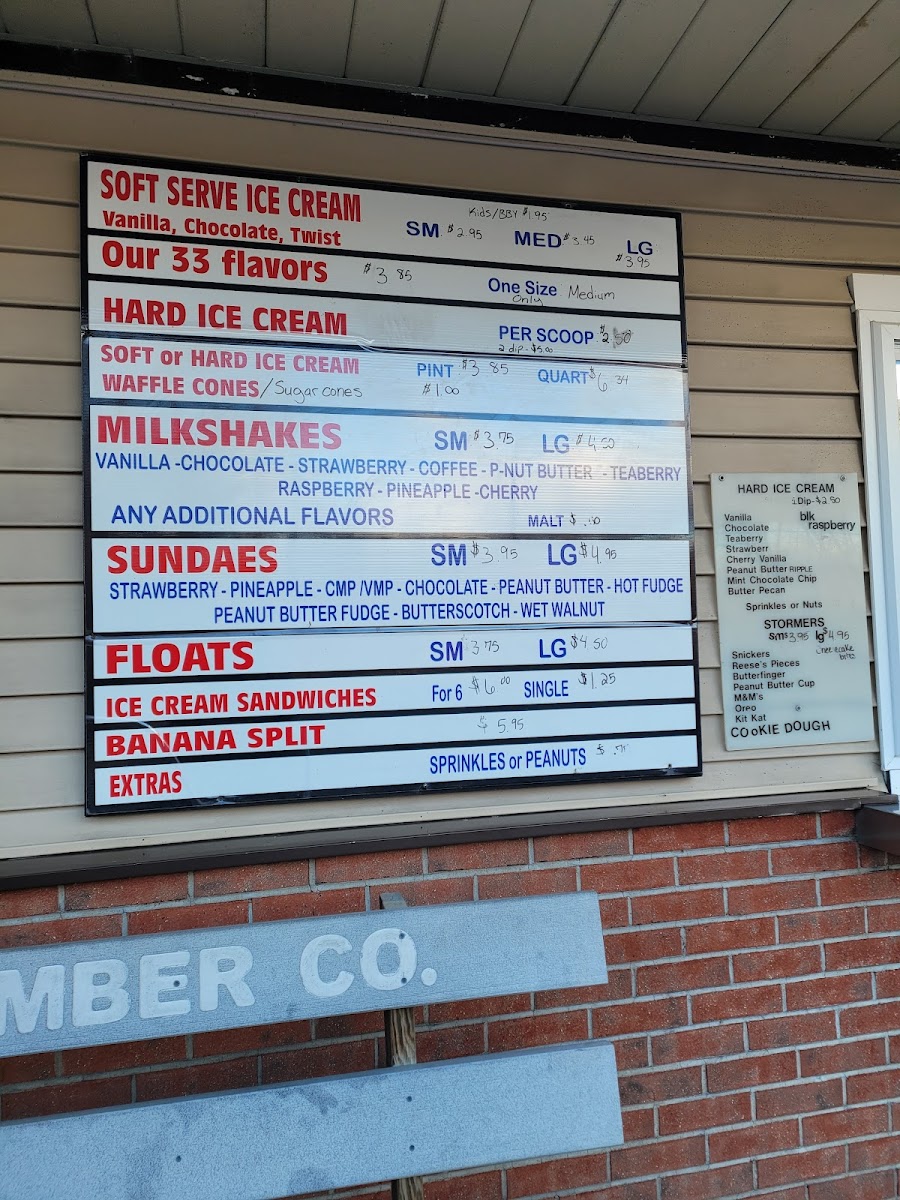 SOFT SERVE ICE CREAM
Kids/BBY $1.95
Vanilla, Chocolate, Twist
SM $2.95 MED $3.45 LG $3.95
Our 33 flavors $3.85 One Size Only Medium
HARD ICE CREAM PER SCOOP $2.50
2 dip - $5.00
SOFT or HARD ICE CREAM PINT $3.85 QUART $6.34
WAFFLE CONES/Sugar cones $1.00
MILKSHAKES SM $3.75 LG $4.50
VANILLA -CHOCOLATE - STRAWBERRY - COFFEE - P-NUT BUTTER - TEABERRY
RASPBERRY - PINEAPPLE -CHERRY
ANY ADDITIONAL FLAVORS MALT $
SUNDAES SM $3.95 LG $4.95
STRAWBERRY - PINEAPPLE - CMP /VMP - CHOCOLATE - PEANUT BUTTER - HOT FUDGE
PEANUT BUTTER FUDGE - BUTTERSCOTCH - WET WALNUT
FLOATS SM 3.75 LG $4.50
ICE CREAM SANDWICHES For 6 $6.00 SINGLE $1.25
BANANA SPLIT $5.95
EXTRAS SPRINKLES or PEANUTS $
HARD ICE CREAM
1 Dip-$2.50
Vanilla
Chocolate
Teaberry
Strawberr
Cherry Vanilla
Peanut Butter RIPPLE
Mint Chocolate Chip
Butter Pecan
blk
raspberry
Sprinkles or Nuts
STORMERS
sm$3.95 lg$4.95
Snickers
Reese's Pieces
Butterfinger
Peanut Butter Cup
M&M's
Oreo
Kit Kat
COOKIE DOUGH
cheesecake
bites
MBER CO.